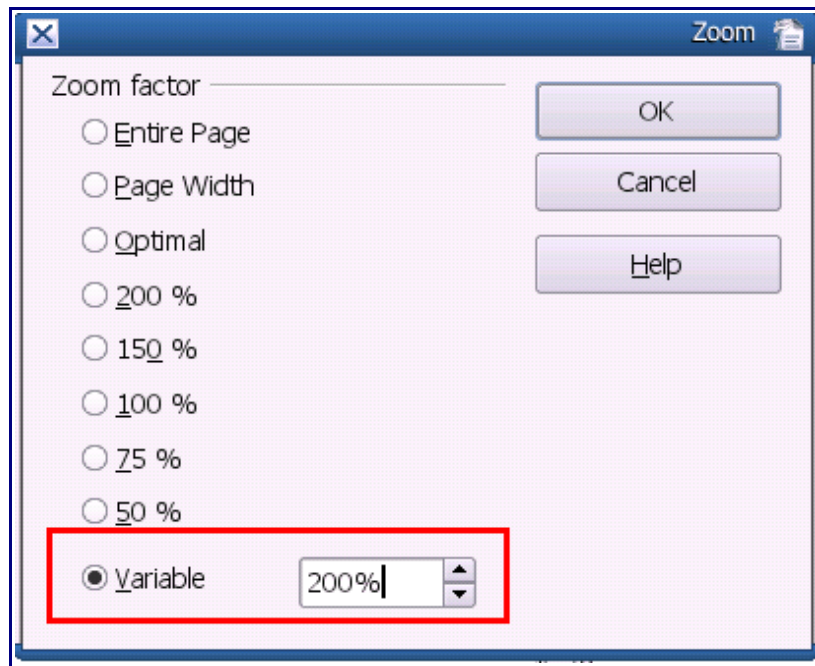 Zoom
Zoom factor
Entire Page
Page Width
Optimal
200 %
150 %
100 %
75 %
50 %
Variable 200%
OK
Cancel
Help